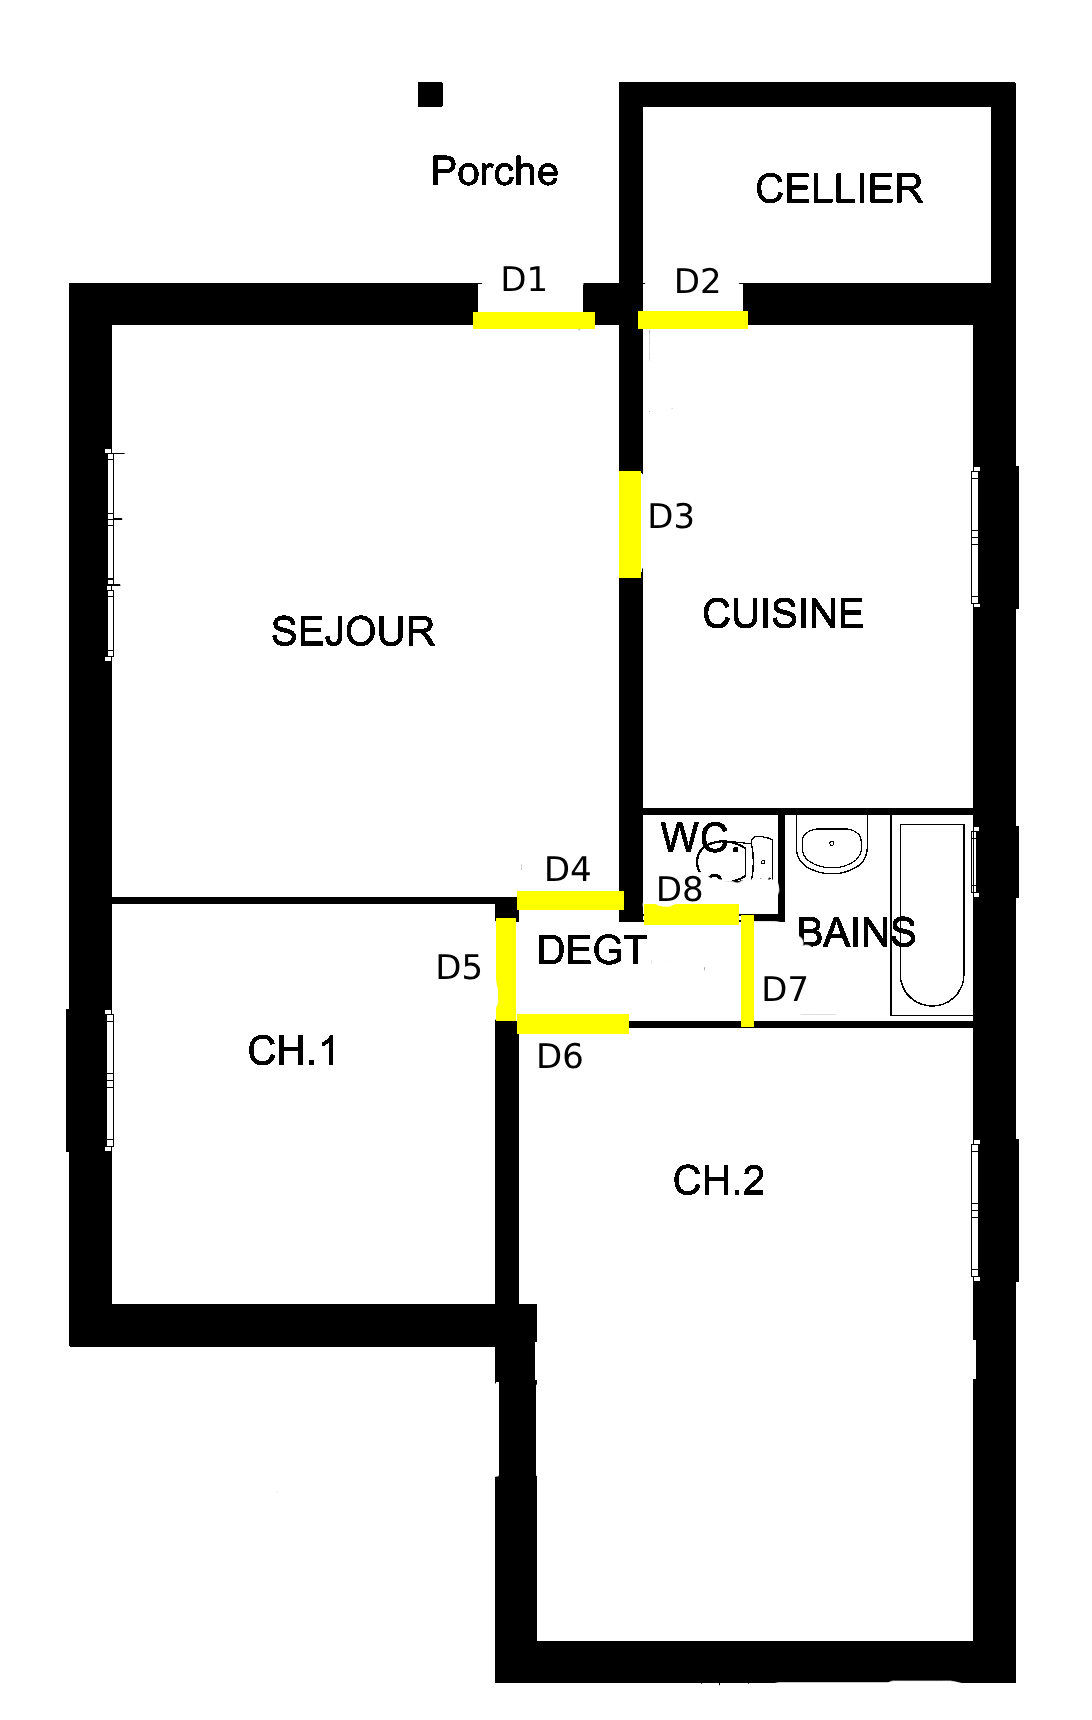 Porche
CELLIER
D1
D2
D3
CUISINE
SEJOUR
WC.
D4
D8
BAINS
DEGT
D5
D7
CH.1
D6
CH.2